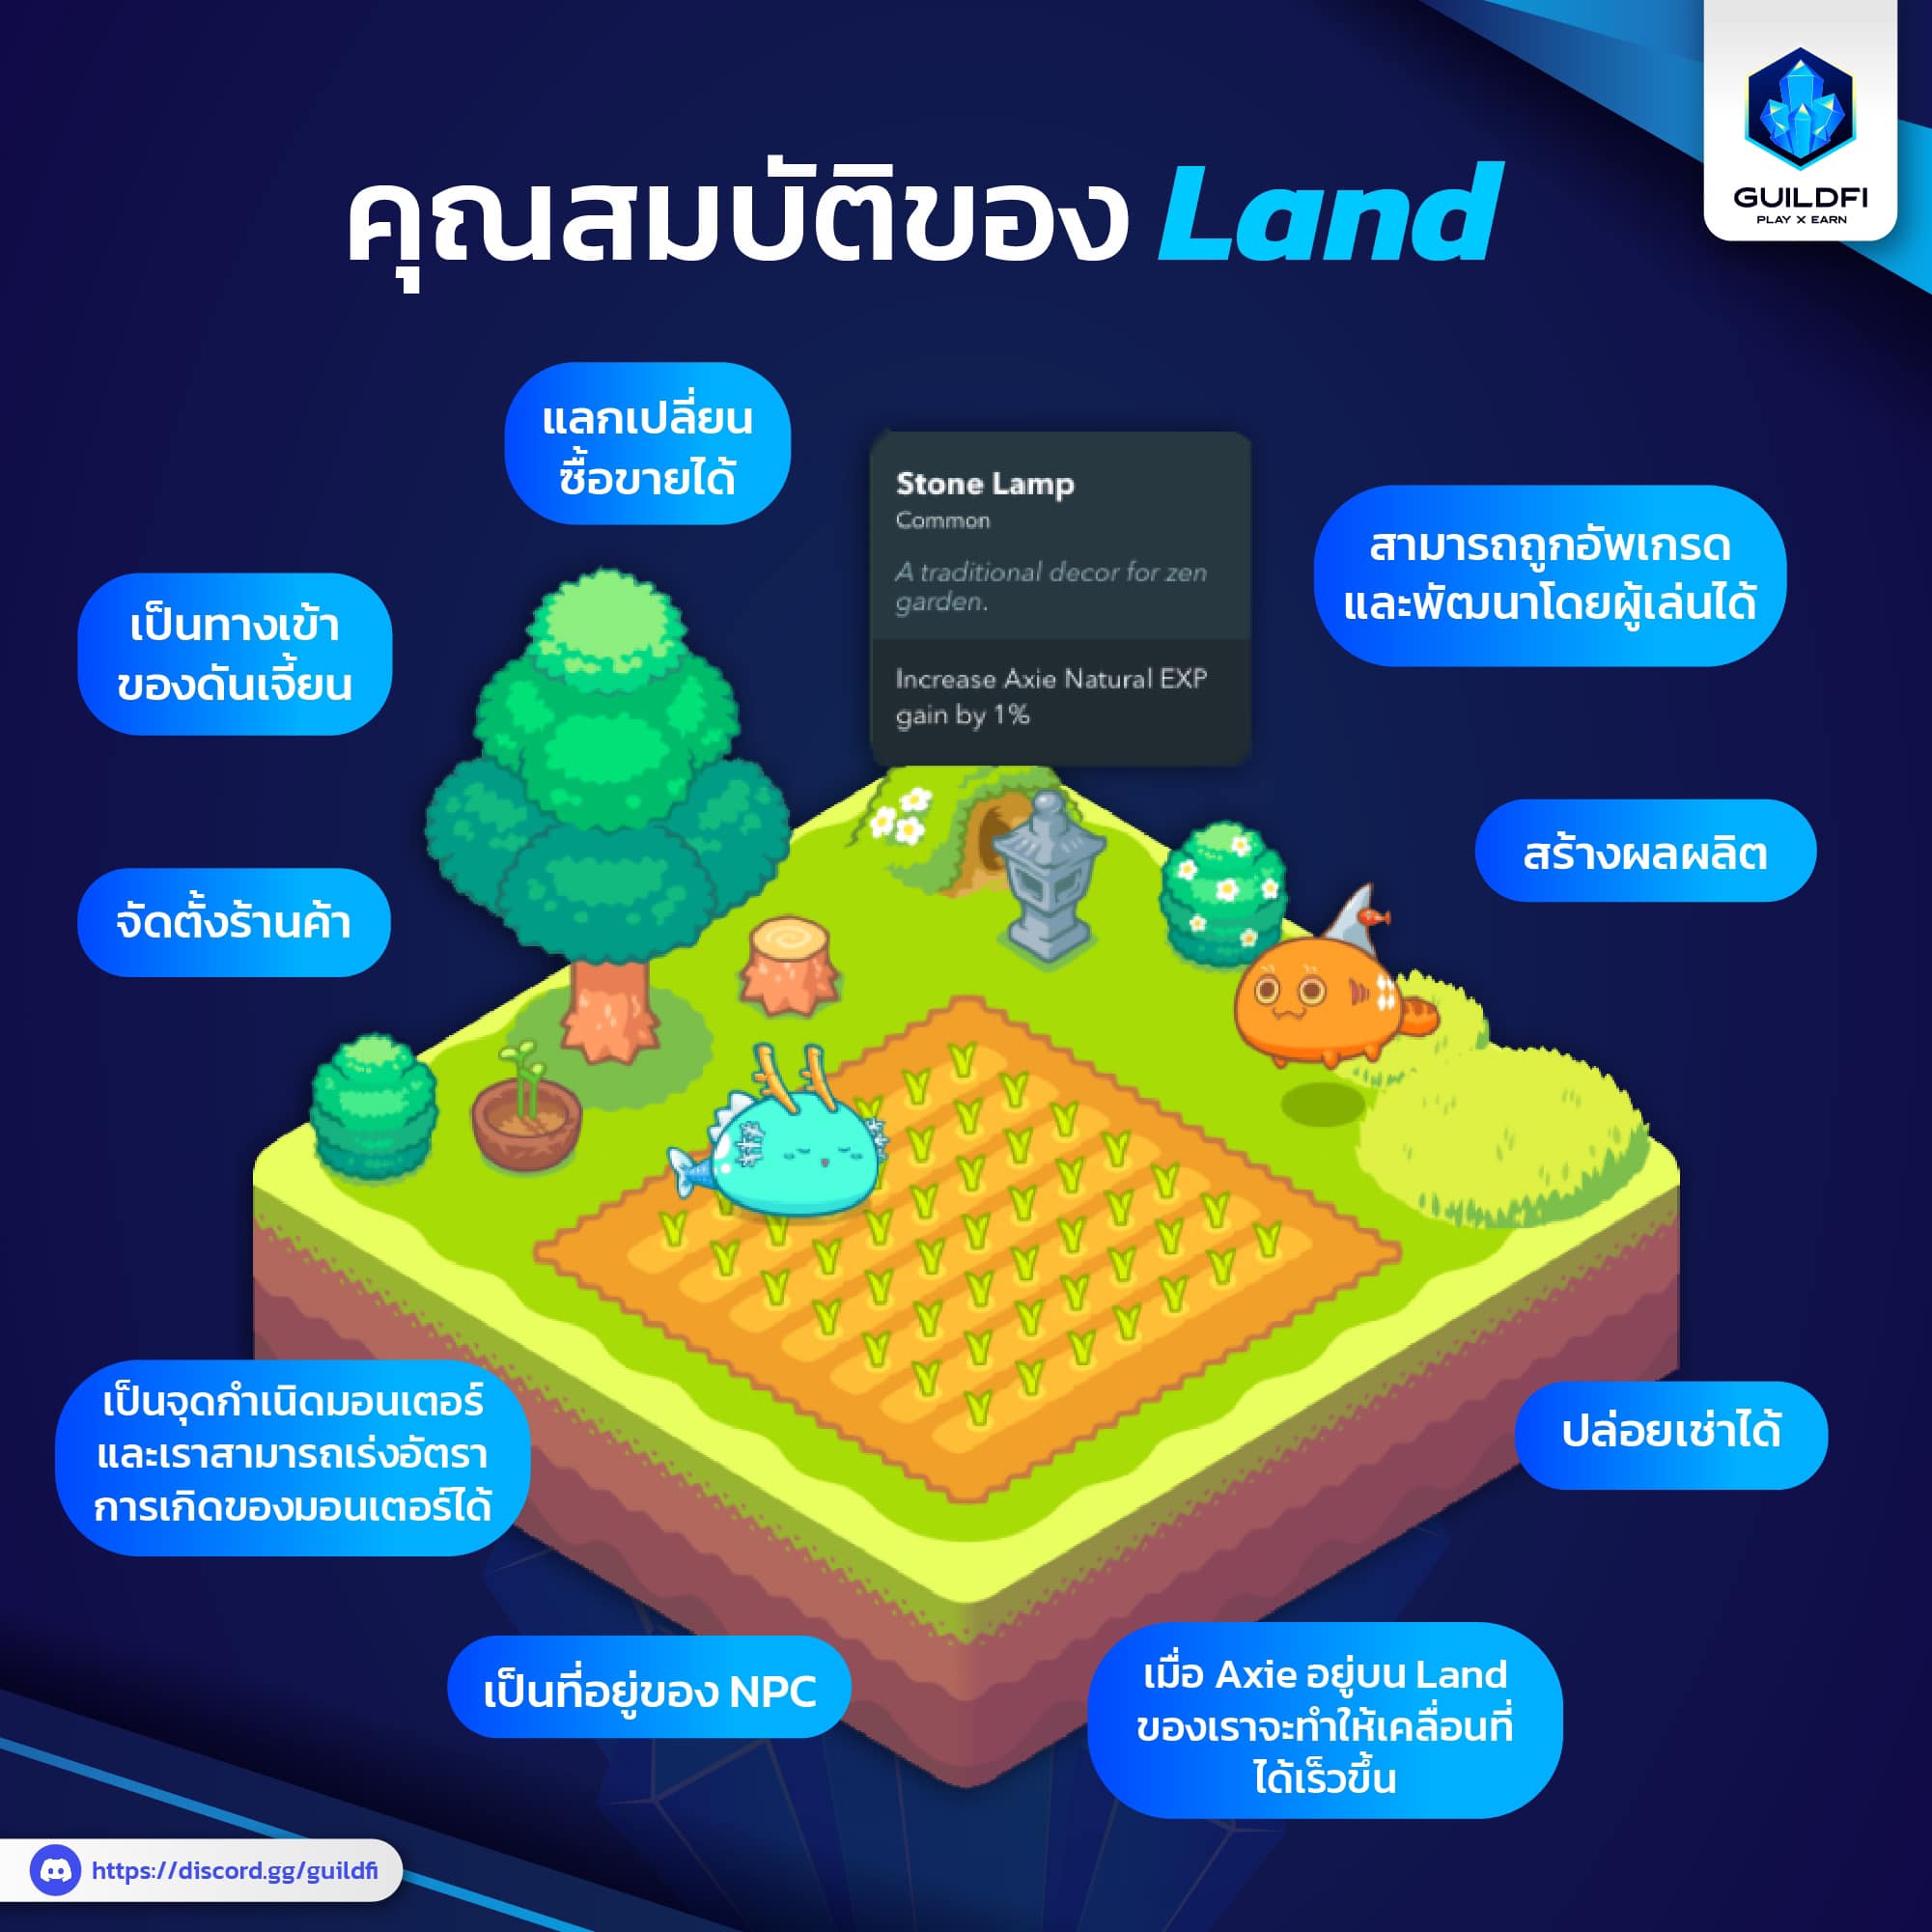 GUILDFI
PLAY X EARN
คุณสมบัติของ Land
แลกเปลี่ยน
ซื้อขายได้
Stone Lamp
Common
A traditional decor for zen
garden.
Increase Axie Natural EXP
gain by 1%
สามารถถูกอัพเกรด
และพัฒนาโดยผู้เล่นได้
เป็นทางเข้า
ของดันเจี้ยน
สร้างผลผลิต
จัดตั้งร้านค้า
เป็นจุดกำเนิดมอนเตอร์
และเราสามารถเร่งอัตรา
การเกิดของมอนเตอร์ได้
ปล่อยเช่าได้
เป็นที่อยู่ของ NPC
เมื่อ Axie อยู่บน Land
ของเราจะทำให้เคลื่อนที่
ได้เร็วขึ้น
https://discord.gg/guildfi